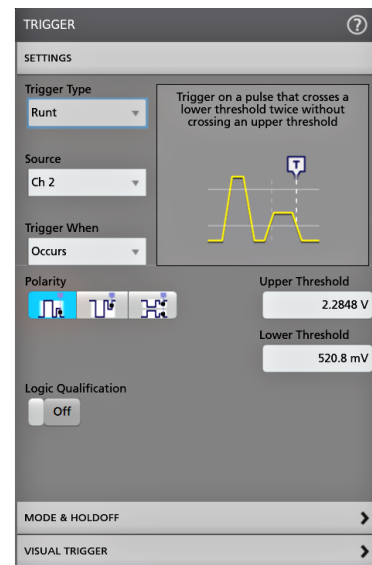 TRIGGER
?
SETTINGS
Trigger Type
Runt
Trigger on a pulse that crosses a
lower threshold twice without
crossing an upper threshold
T
Source
Ch 2
Trigger When
Occurs
Polarity
Upper Threshold
2.2848 V
Lower Threshold
520.8 mV
Logic Qualification
Off
MODE & HOLDOFF
VISUAL TRIGGER